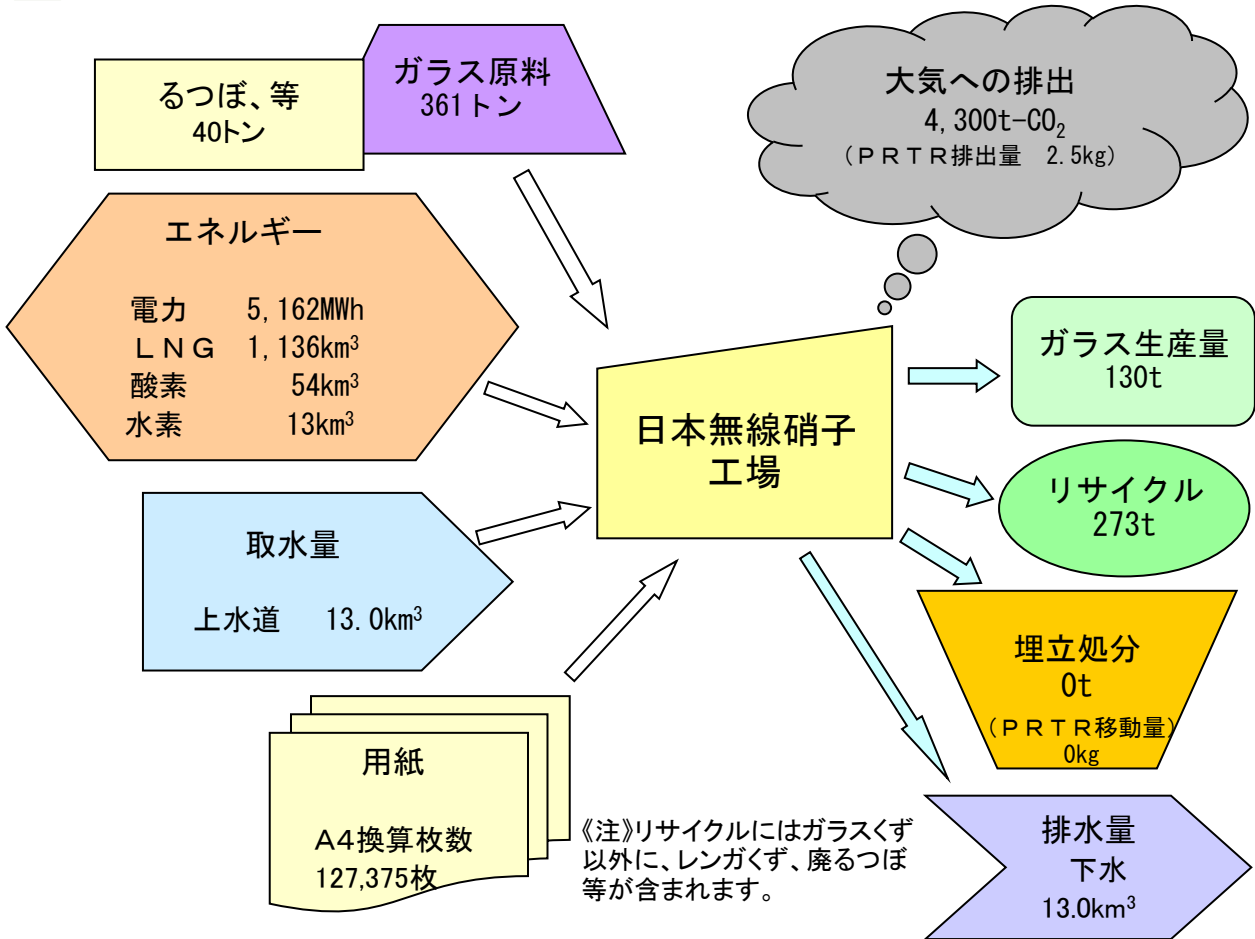 るつぼ、等
40トン
ガラス原料
361トン
大気への排出
4,300t-CO₂
（ＰＲＴＲ排出量　2.5kg）
エネルギー
電力　5,162MWh
ＬＮＧ　1,136km³
酸素　54km³
水素　13km³
日本無線硝子
工場
ガラス生産量
130t
リサイクル
273t
取水量
上水道　13.0km³
埋立処分
0t
（ＰＲＴＲ移動量）
0kg
用紙
Ａ4換算枚数
127,375枚
《注》リサイクルにはガラスくず
以外に、レンガくず、廃るつぼ
等が含まれます。
排水量
下水
13.0km³